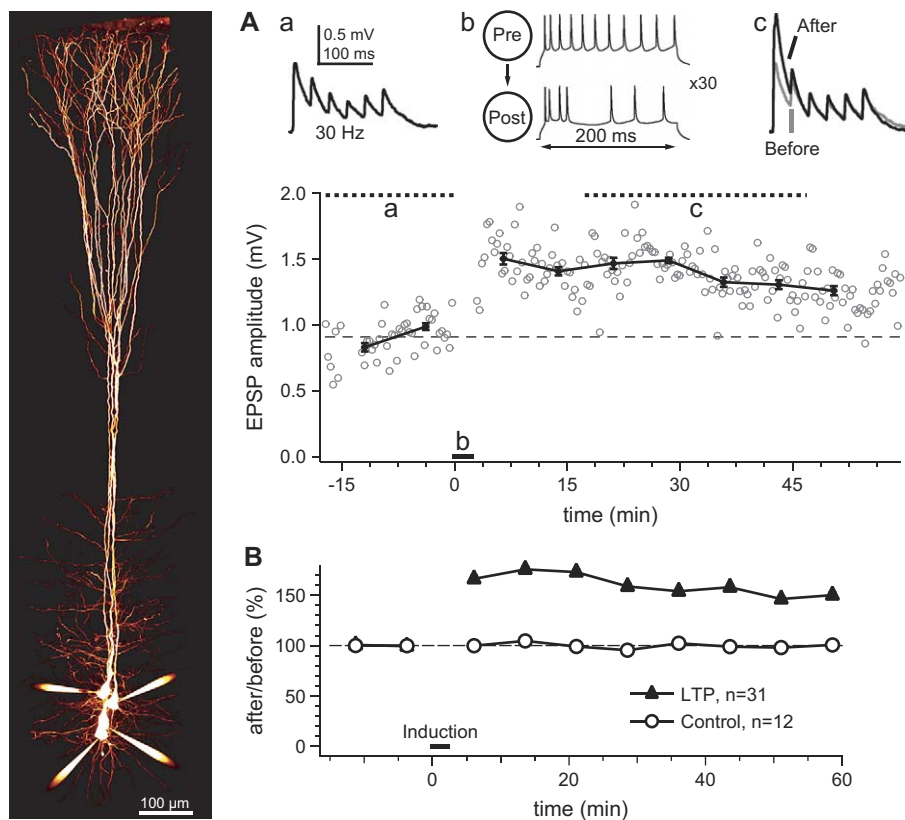 A
a
0.5 mV
100 ms
30 Hz
b
Pre
Post
x30
200 ms
c
After
Before
2.0
1.5
1.0
0.5
0.0
EPSP amplitude (mV)
a
c
b
-15
0
15
30
45
time (min)
B
150
100
50
0
after/before (%)
LTP, n=31
Control, n=12
Induction
0
20
40
60
time (min)
100 µm